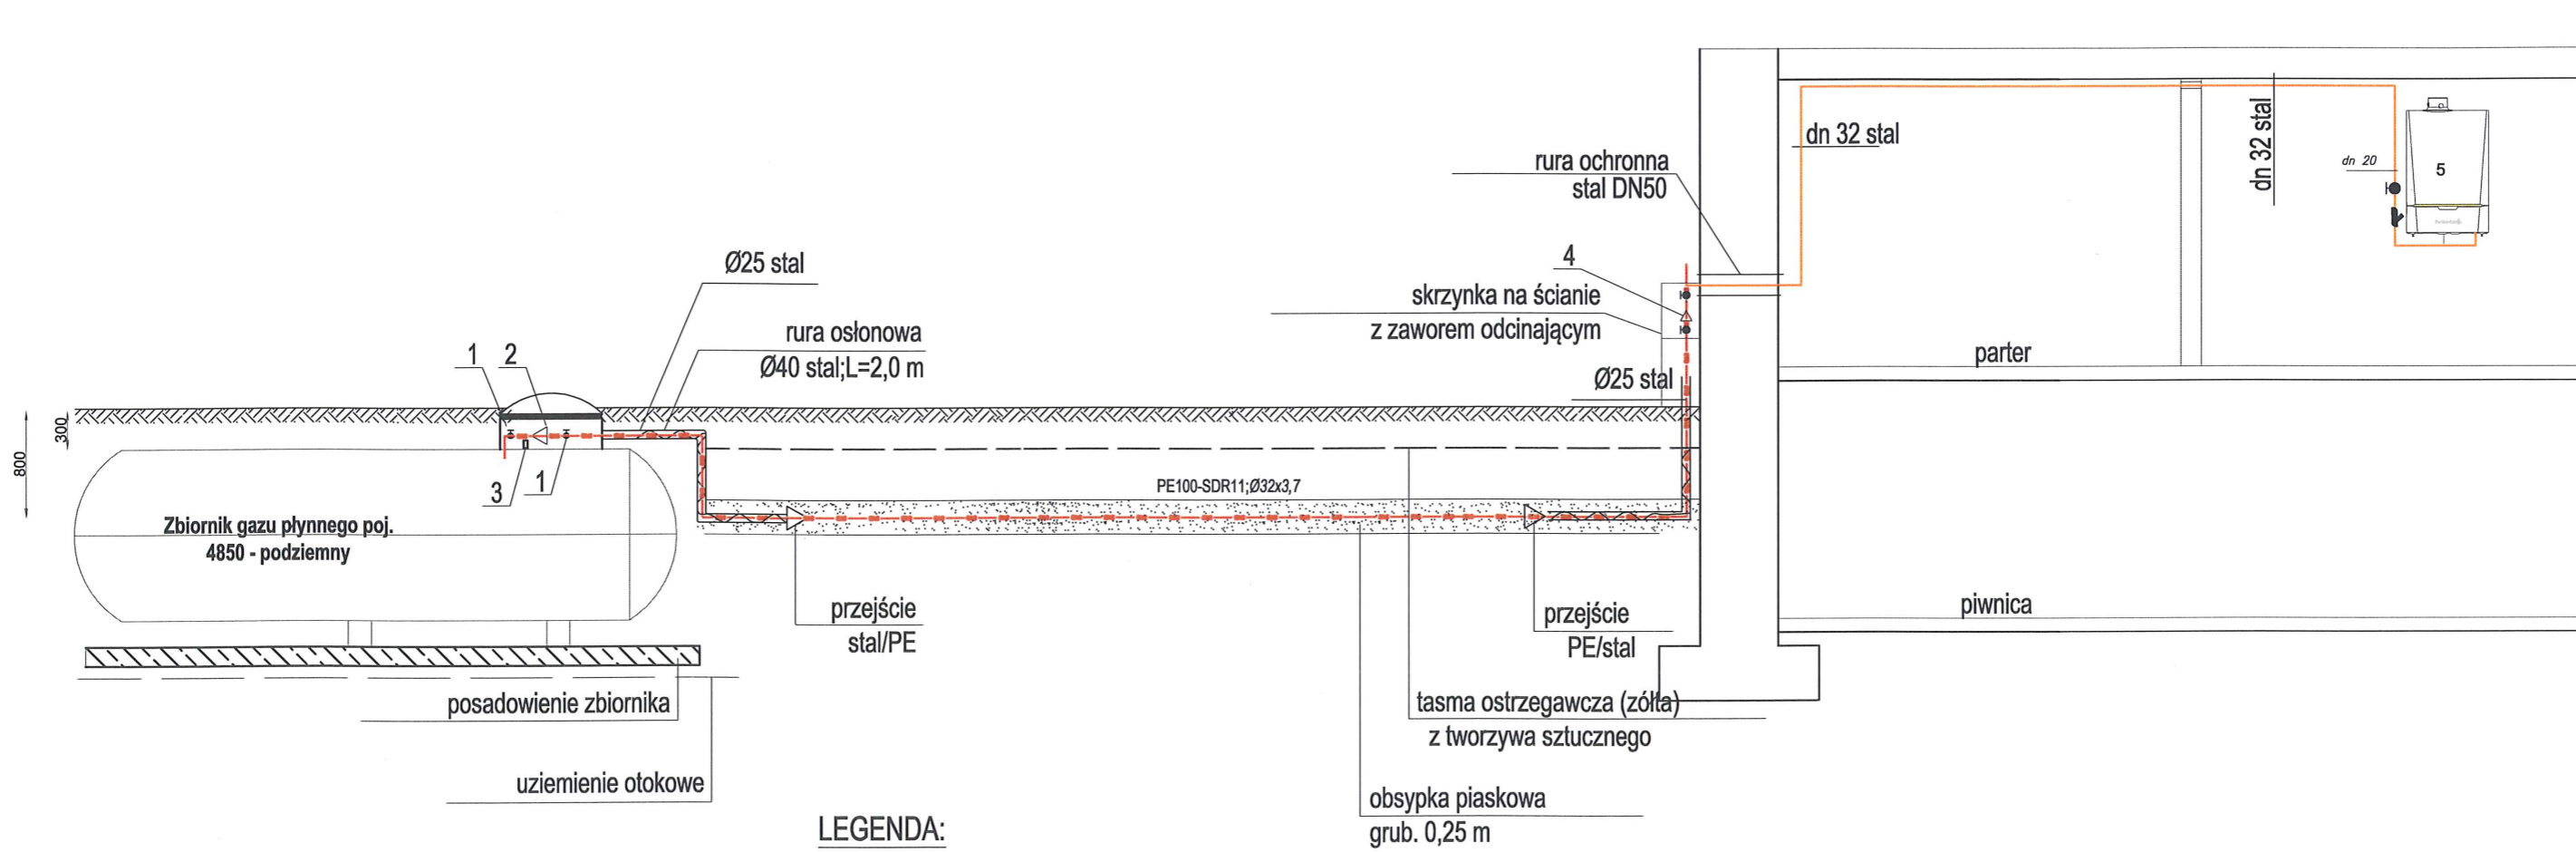 dn 32 stal
dn 32 stal
rura ochronna
stal DN50
dn 20
5
Ø25 stal
4
skrzynka na ścianie
z zaworem odcinającym
rura osłonowa
Ø40 stal;L=2,0 m
1
2
parter
Ø25 stal
300
800
3
1
PE100-SDR11;Ø32x3,7
Zbiornik gazu płynnego poj.
4850 - podziemny
przejście
stal/PE
przejście
PE/stal
piwnica
posadowienie zbiornika
tasma ostrzegawcza (zółta)
z tworzywa sztucznego
uziemienie otokowe
obsypka piaskowa
grub. 0,25 m
LEGENDA: